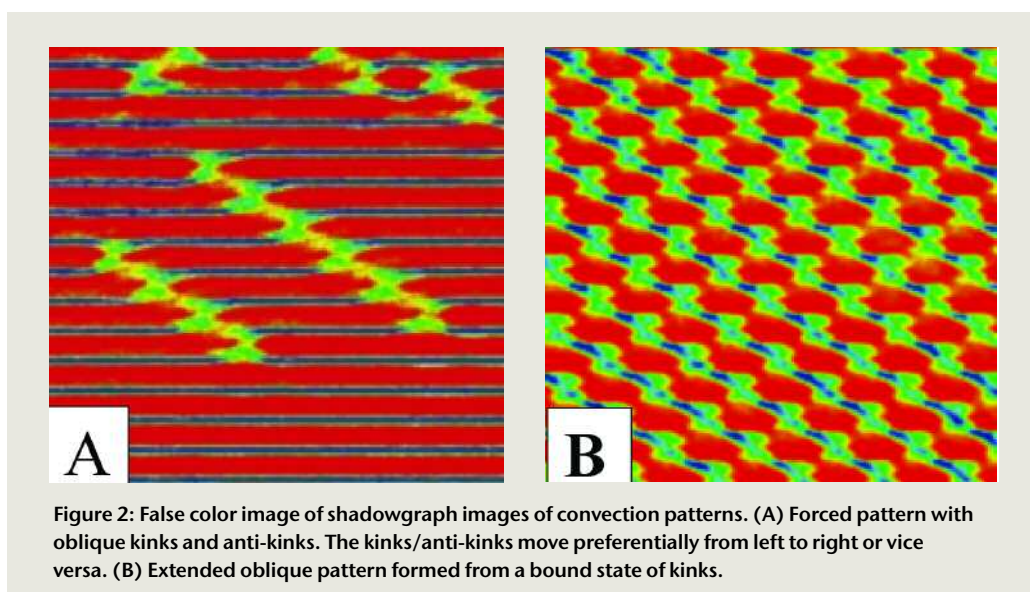 A
B
Figure 2: False color image of shadowgraph images of convection patterns. (A) Forced pattern with
oblique kinks and anti-kinks. The kinks/anti-kinks move preferentially from left to right or vice
versa. (B) Extended oblique pattern formed from a bound state of kinks.